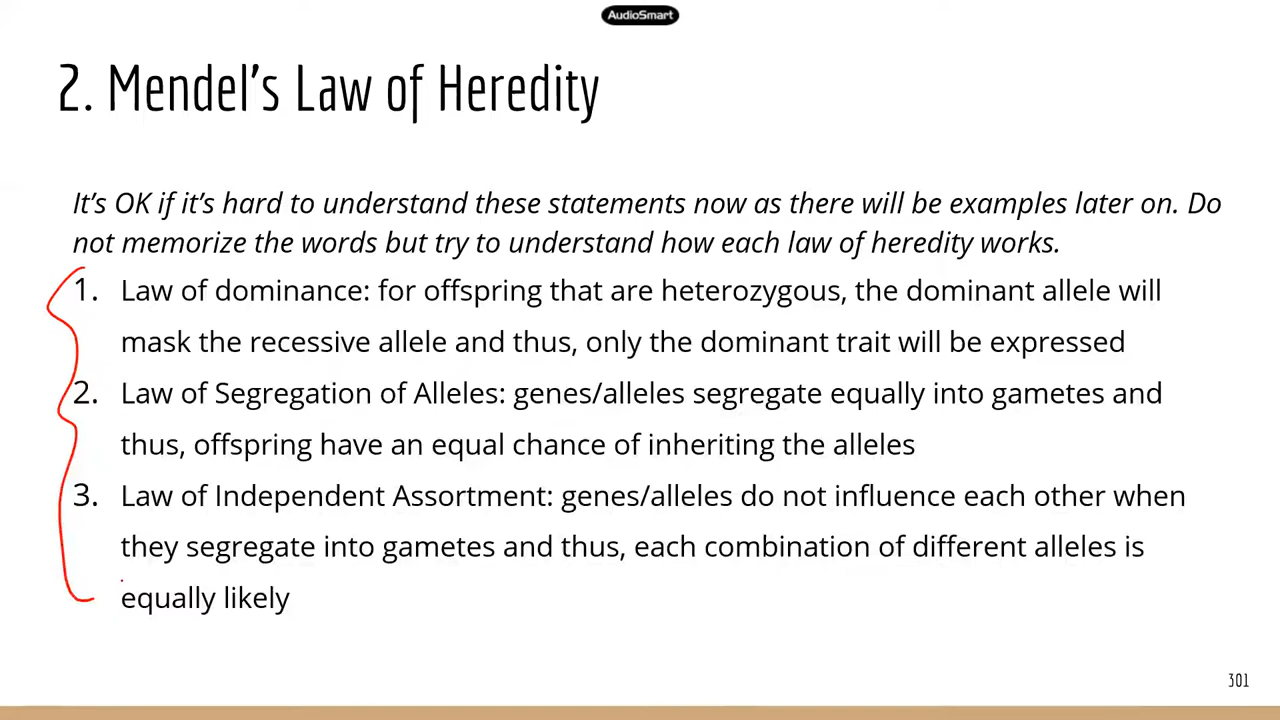 AudioSmart
2. Mendel's Law of Heredity
It's OK if it's hard to understand these statements now as there will be examples later on. Do
not memorize the words but try to understand how each law of heredity works.
1. Law of dominance: for offspring that are heterozygous, the dominant allele will
mask the recessive allele and thus, only the dominant trait will be expressed
2. Law of Segregation of Alleles: genes/alleles segregate equally into gametes and
thus, offspring have an equal chance of inheriting the alleles
3. Law of Independent Assortment: genes/alleles do not influence each other when
they segregate into gametes and thus, each combination of different alleles is
equally likely
301